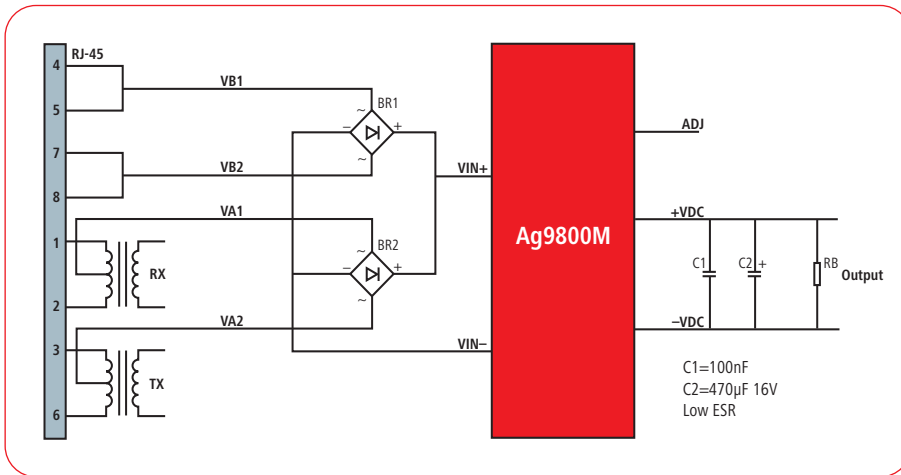 RJ-45
4
5
7
8
1
2
3
6
VB1
VB2
VA1
VA2
RX
TX
BR1
~
−
+
~
BR2
~
−
+
~
VIN+
VIN−
Ag9800M
ADJ
+VDC
−VDC
C1
C2
+
RB
Output
C1=100nF
C2=470µF 16V
Low ESR